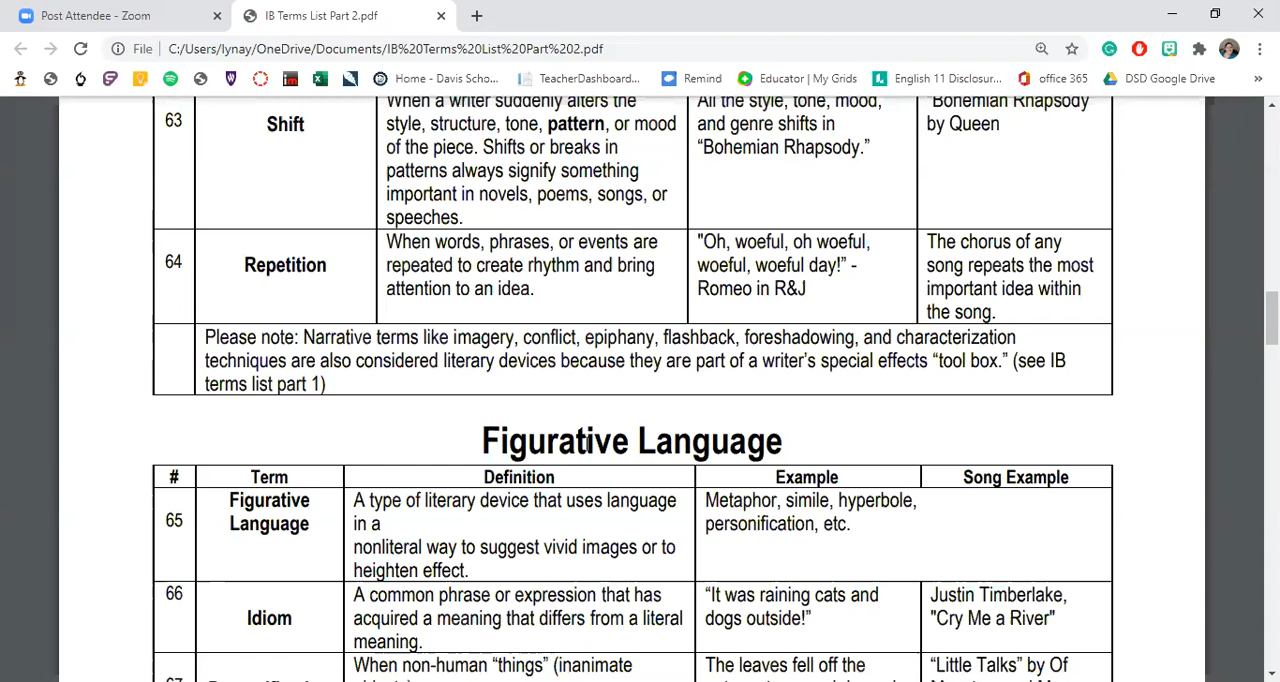 Post Attendee - Zoom
IB Terms List Part 2.pdf
File
C:/Users/lynay/OneDrive/Documents/IB%20Terms%20List%20Part%202.pdf
Home - Davis Scho...
TeacherDashboard...
Remind
Educator | My Grids
English 11 Disclosur...
office 365
DSD Google Drive
»
63
Shift
When a writer suddenly alters the
style, structure, tone, pattern, or mood
of the piece. Shifts or breaks in
patterns always signify something
important in novels, poems, songs, or
speeches.
All the style, tone, mood,
and genre shifts in
“Bohemian Rhapsody.”
"Bohemian Rhapsody"
by Queen
64
Repetition
When words, phrases, or events are
repeated to create rhythm and bring
attention to an idea.
"Oh, woeful, oh woeful,
woeful, woeful day!” -
Romeo in R&J
The chorus of any
song repeats the most
important idea within
the song.
Please note: Narrative terms like imagery, conflict, epiphany, flashback, foreshadowing, and characterization
techniques are also considered literary devices because they are part of a writer’s special effects “tool box.” (see IB
terms list part 1)
Figurative Language
# Term Definition Example Song Example
65
Figurative
Language
A type of literary device that uses language
in a
nonliteral way to suggest vivid images or to
heighten effect.
Metaphor, simile, hyperbole,
personification, etc.
66
Idiom
A common phrase or expression that has
acquired a meaning that differs from a literal
meaning.
“It was raining cats and
dogs outside!”
Justin Timberlake,
"Cry Me a River"
67
When non-human “things” (inanimate
The leaves fell off the
“Little Talks” by Of